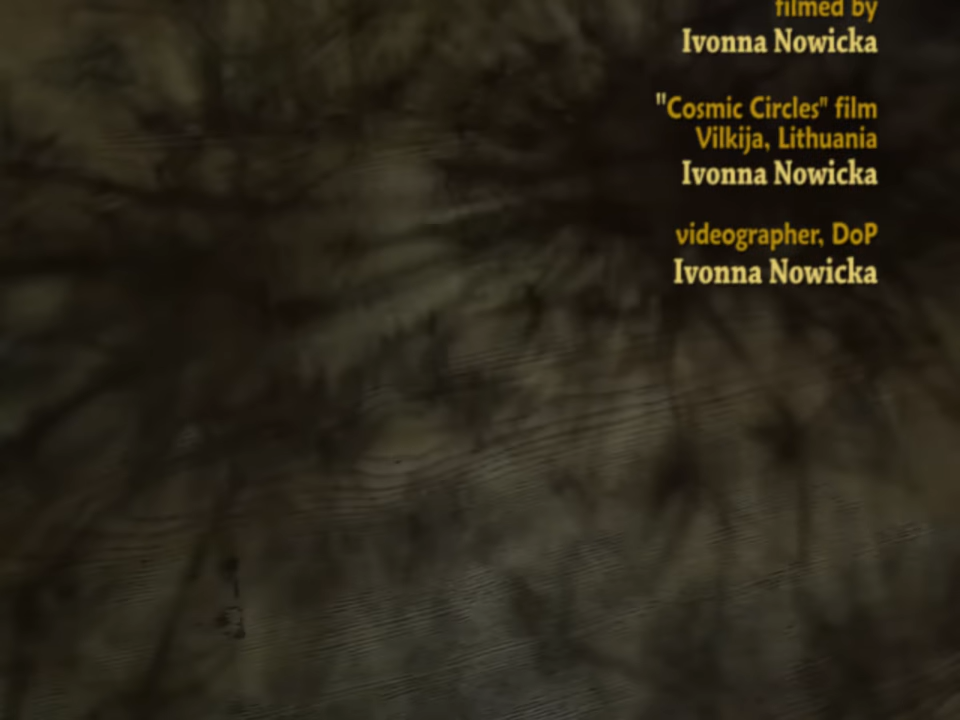 filmed by
Ivonna Nowicka
"Cosmic Circles" film
Vilkija, Lithuania
Ivonna Nowicka
videographer, DoP
Ivonna Nowicka